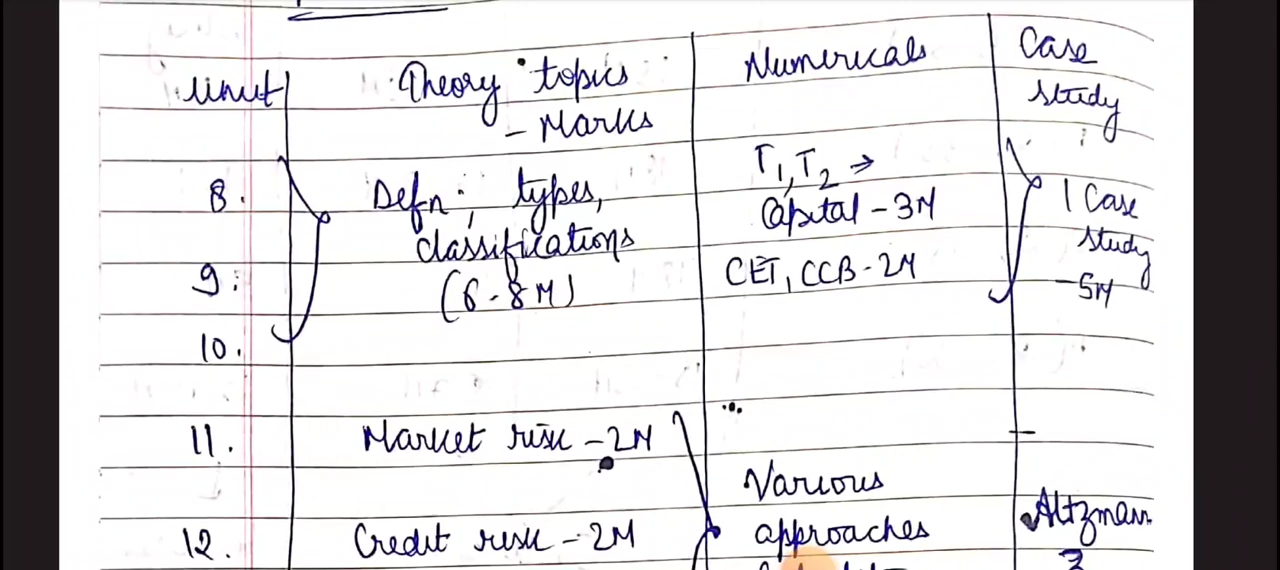 Unit Theory topics Numericals Case
- Marks study
8. Defn; types, T1, T2 → 1 Case
classifications Capital - 3M study
9. (6-8M) CET, CCB - 2M - 5M
10.
11. Market risk - 2M
Various
12. Credit risk - 2M approaches Altzman